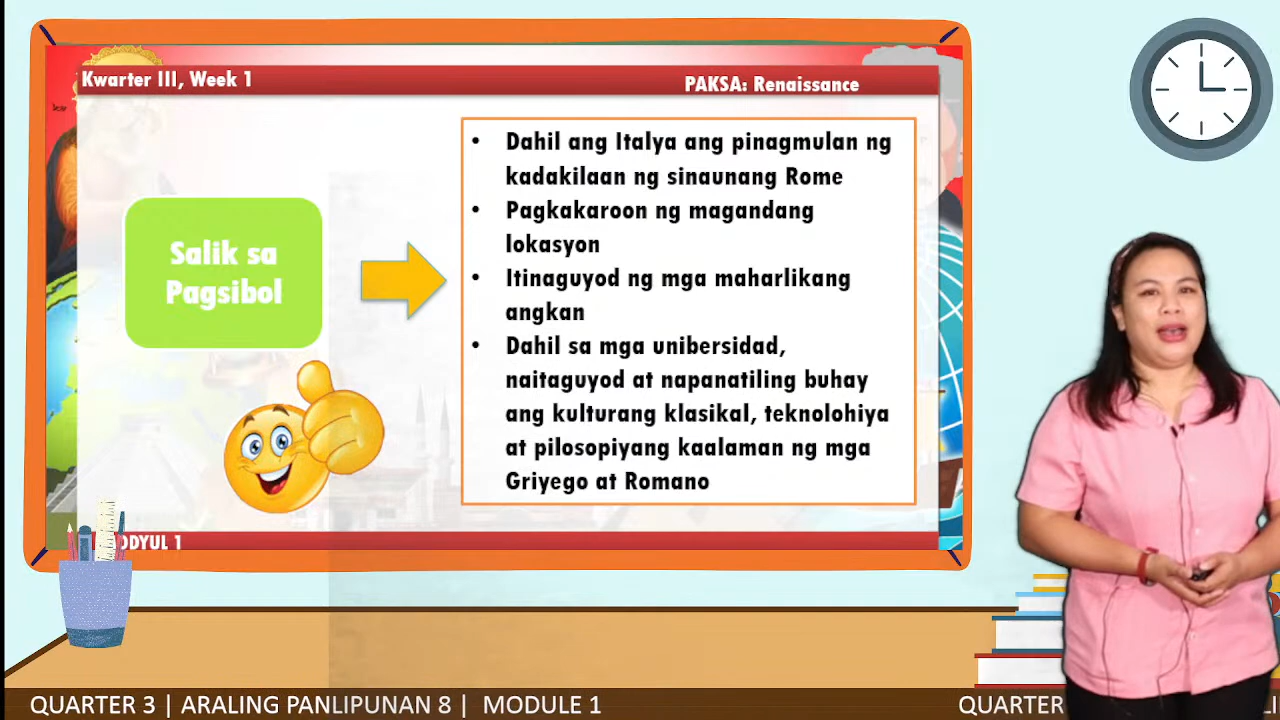 Kwarter III, Week 1
PAKSA: Renaissance
Salik sa
Pagsibol
• Dahil ang Italya ang pinagmulan ng
kadakilaan ng sinaunang Rome
• Pagkakaroon ng magandang
lokasyon
• Itinaguyod ng mga maharlikang
angkan
• Dahil sa mga unibersidad,
naitaguyod at napanatiling buhay
ang kulturang klasikal, teknolohiya
at pilosopiyang kaalaman ng mga
Griyego at Romano
ODYUL 1
QUARTER 3 | ARALING PANLIPUNAN 8 | MODULE 1
QUARTER